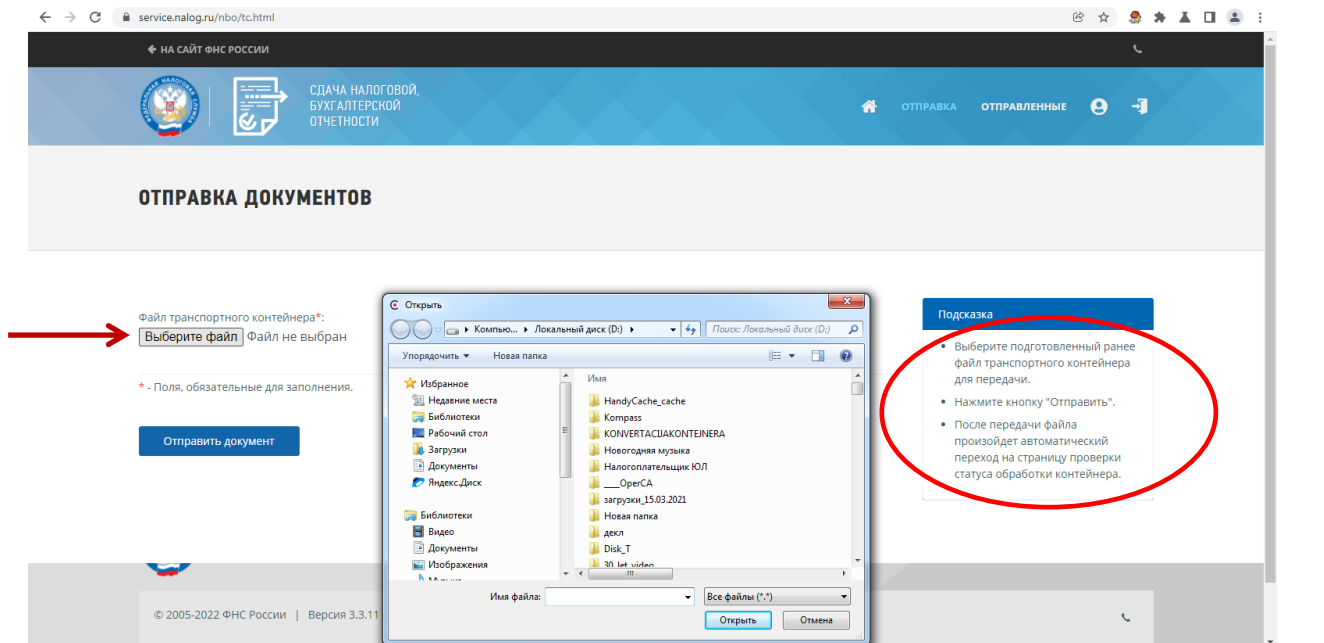 service.nalog.ru/nbo/tc.html
НА САЙТ ФНС РОССИИ
СДАЧА НАЛОГОВОЙ,
БУХГАЛТЕРСКОЙ
ОТЧЕТНОСТИ
ОТПРАВКА
ОТПРАВЛЕННЫЕ
ОТПРАВКА ДОКУМЕНТОВ
Файл транспортного контейнера*:
Выберите файл Файл не выбран
* - Поля, обязательные для заполнения.
Отправить документ
Открыть
Компью... Локальный диск (D:)
Поиск: Локальный диск (D:)
Упорядочить Новая папка
Избранное
Недавние места
Библиотеки
Рабочий стол
Загрузки
Документы
Яндекс.Диск
Библиотеки
Видео
Документы
Изображения
Имя
HandyCache_cache
Kompass
KONVERTACIJAKONTEJNERA
Новогодняя музыка
Налогоплательщик ЮЛ
___OperCA
загрузки_15.03.2021
Новая папка
декл
Disk_T
30_let_video
Имя файла:
Все файлы (*.*)
Открыть
Отмена
Подсказка
Выберите подготовленный ранее
файл транспортного контейнера
для передачи.
Нажмите кнопку "Отправить".
После передачи файла
произойдет автоматический
переход на страницу проверки
статуса обработки контейнера.
© 2005-2022 ФНС России | Версия 3.3.11